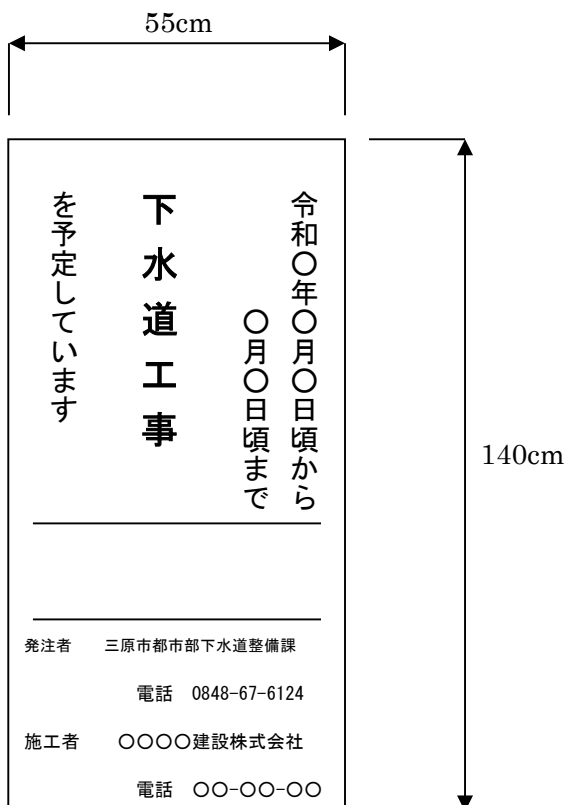 55cm
令和〇年〇月〇日頃から
〇月〇日頃まで
下水道工事
を予定しています
140cm
発注者 三原市都市部下水道整備課
電話 0848-67-6124
施工者 〇〇〇〇建設株式会社
電話 〇〇-〇〇-〇〇